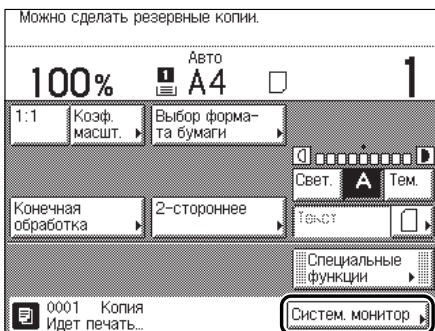 Можно сделать резервные копии.
Авто
100% 1 A4 1
1:1 Коэф. масшт. Выбор форма-
та бумаги
Свет. A Тем.
Конечная обработка 2-стороннее Текст
Специальные
функции
0001 Копия
Идет печать...
Систем. монитор